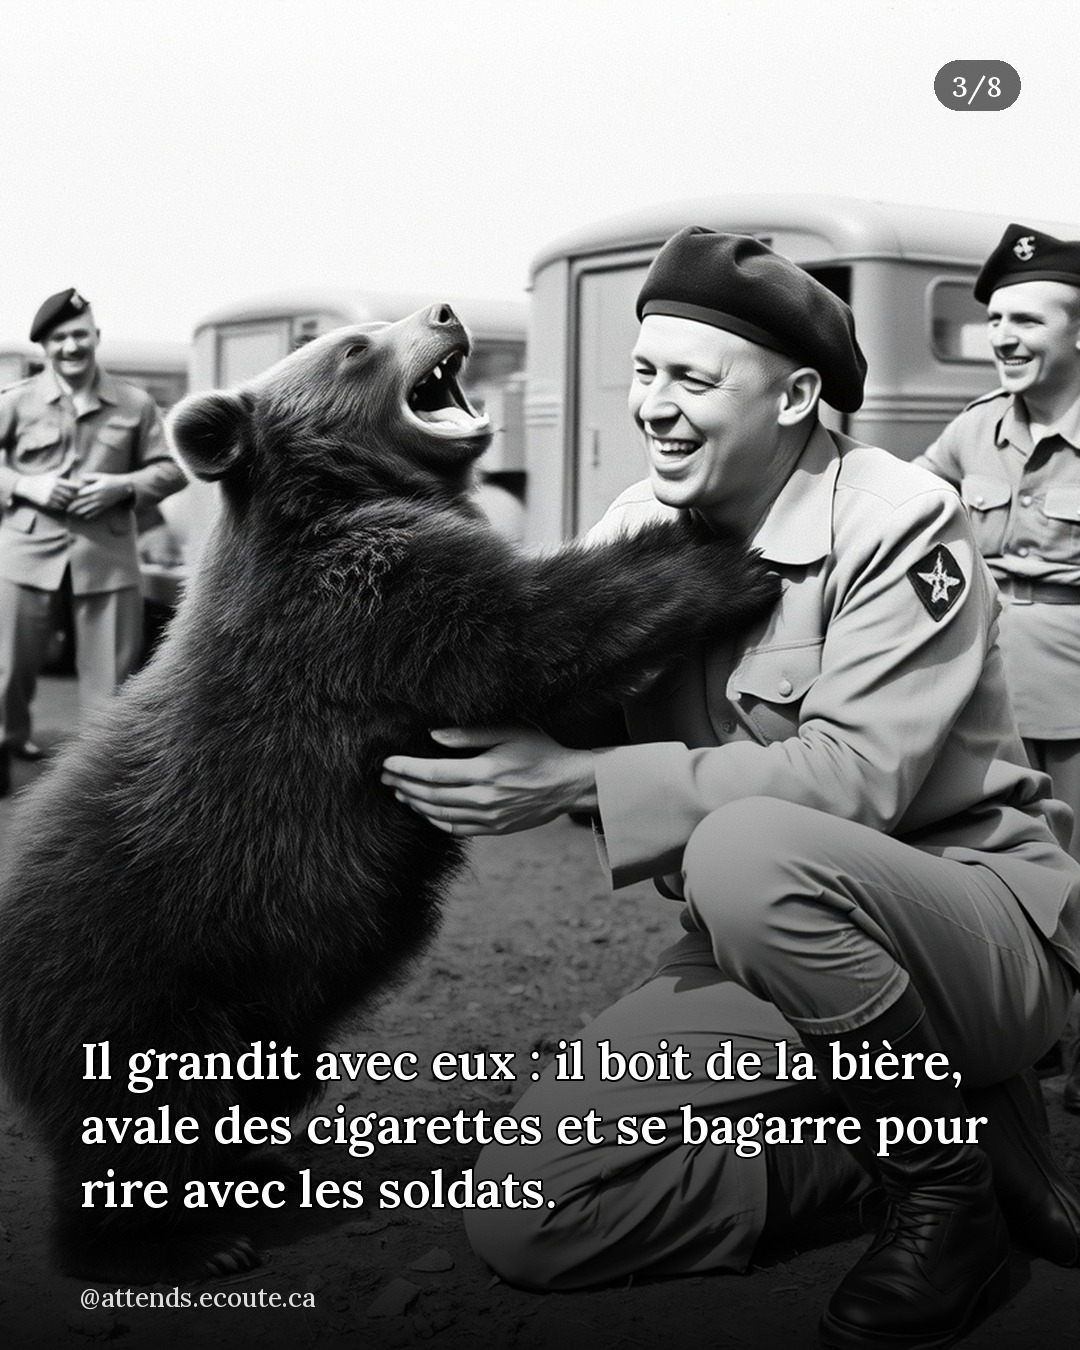 3/8
Il grandit avec eux : il boit de la bière,
avale des cigarettes et se bagarre pour
rire avec les soldats.
@attends.ecoute.ca